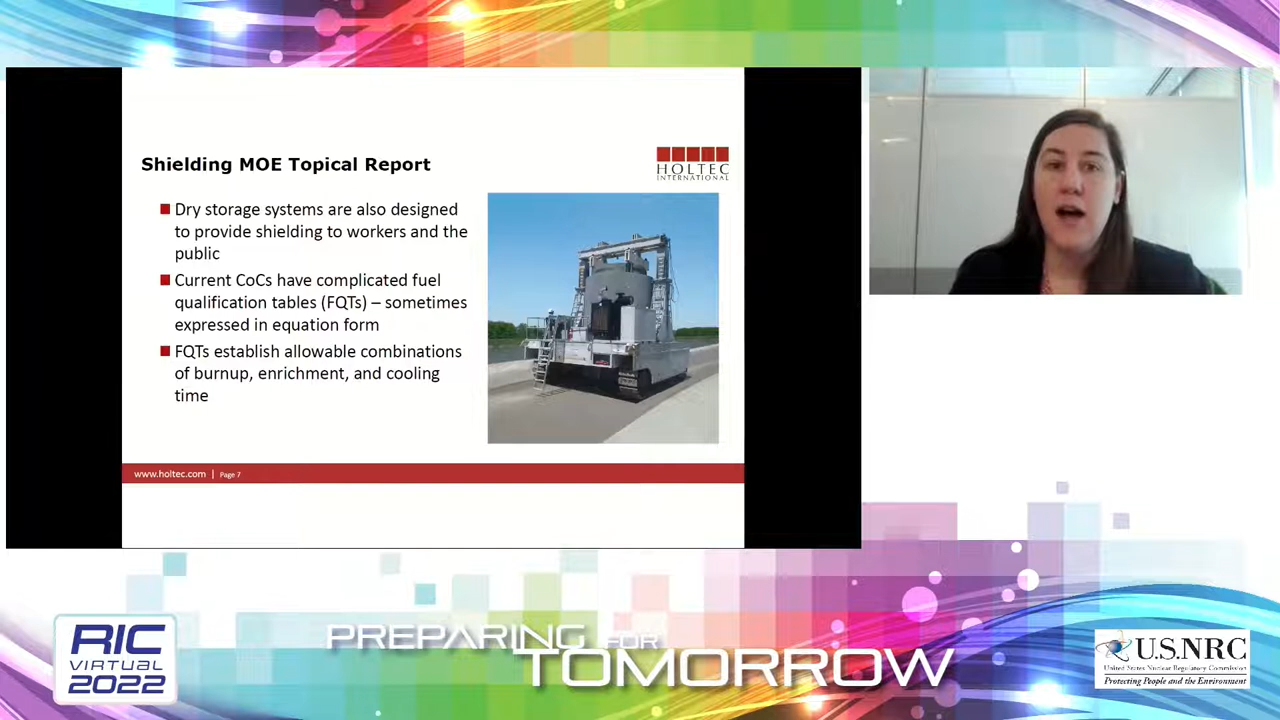 Shielding MOE Topical Report
HOLTEC
INTERNATIONAL
Dry storage systems are also designed
to provide shielding to workers and the
public
Current CoCs have complicated fuel
qualification tables (FQTs) – sometimes
expressed in equation form
FQTs establish allowable combinations
of burnup, enrichment, and cooling
time
www.holtec.com | Page 7
RIC
VIRTUAL
2022
PREPARING FOR
TOMORROW
U.S.NRC
United States Nuclear Regulatory Commission
Protecting People and the Environment